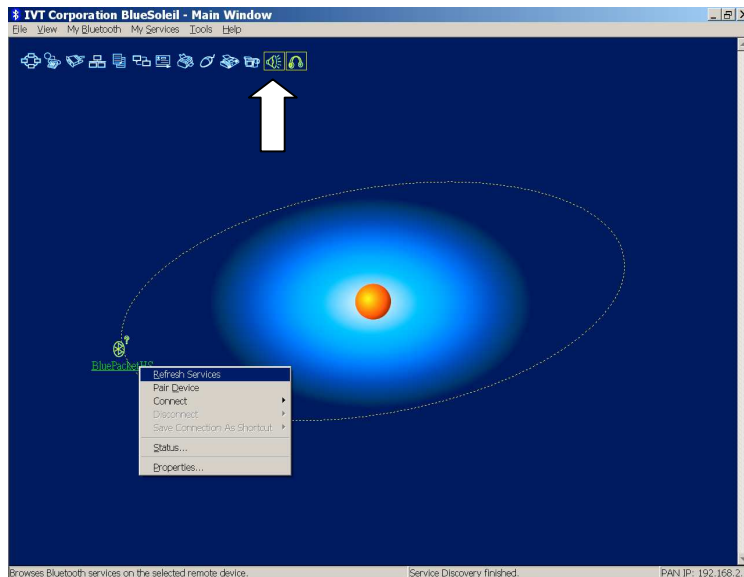 IVT Corporation BlueSoleil - Main Window
File View My Bluetooth My Services Tools Help
?
BluePacketHS
Refresh Services
Pair Device
Connect
Disconnect
Save Connection As Shortcut
Status...
Properties...
Browses Bluetooth services on the selected remote device. Service Discovery finished. PAN IP: 192.168.2.